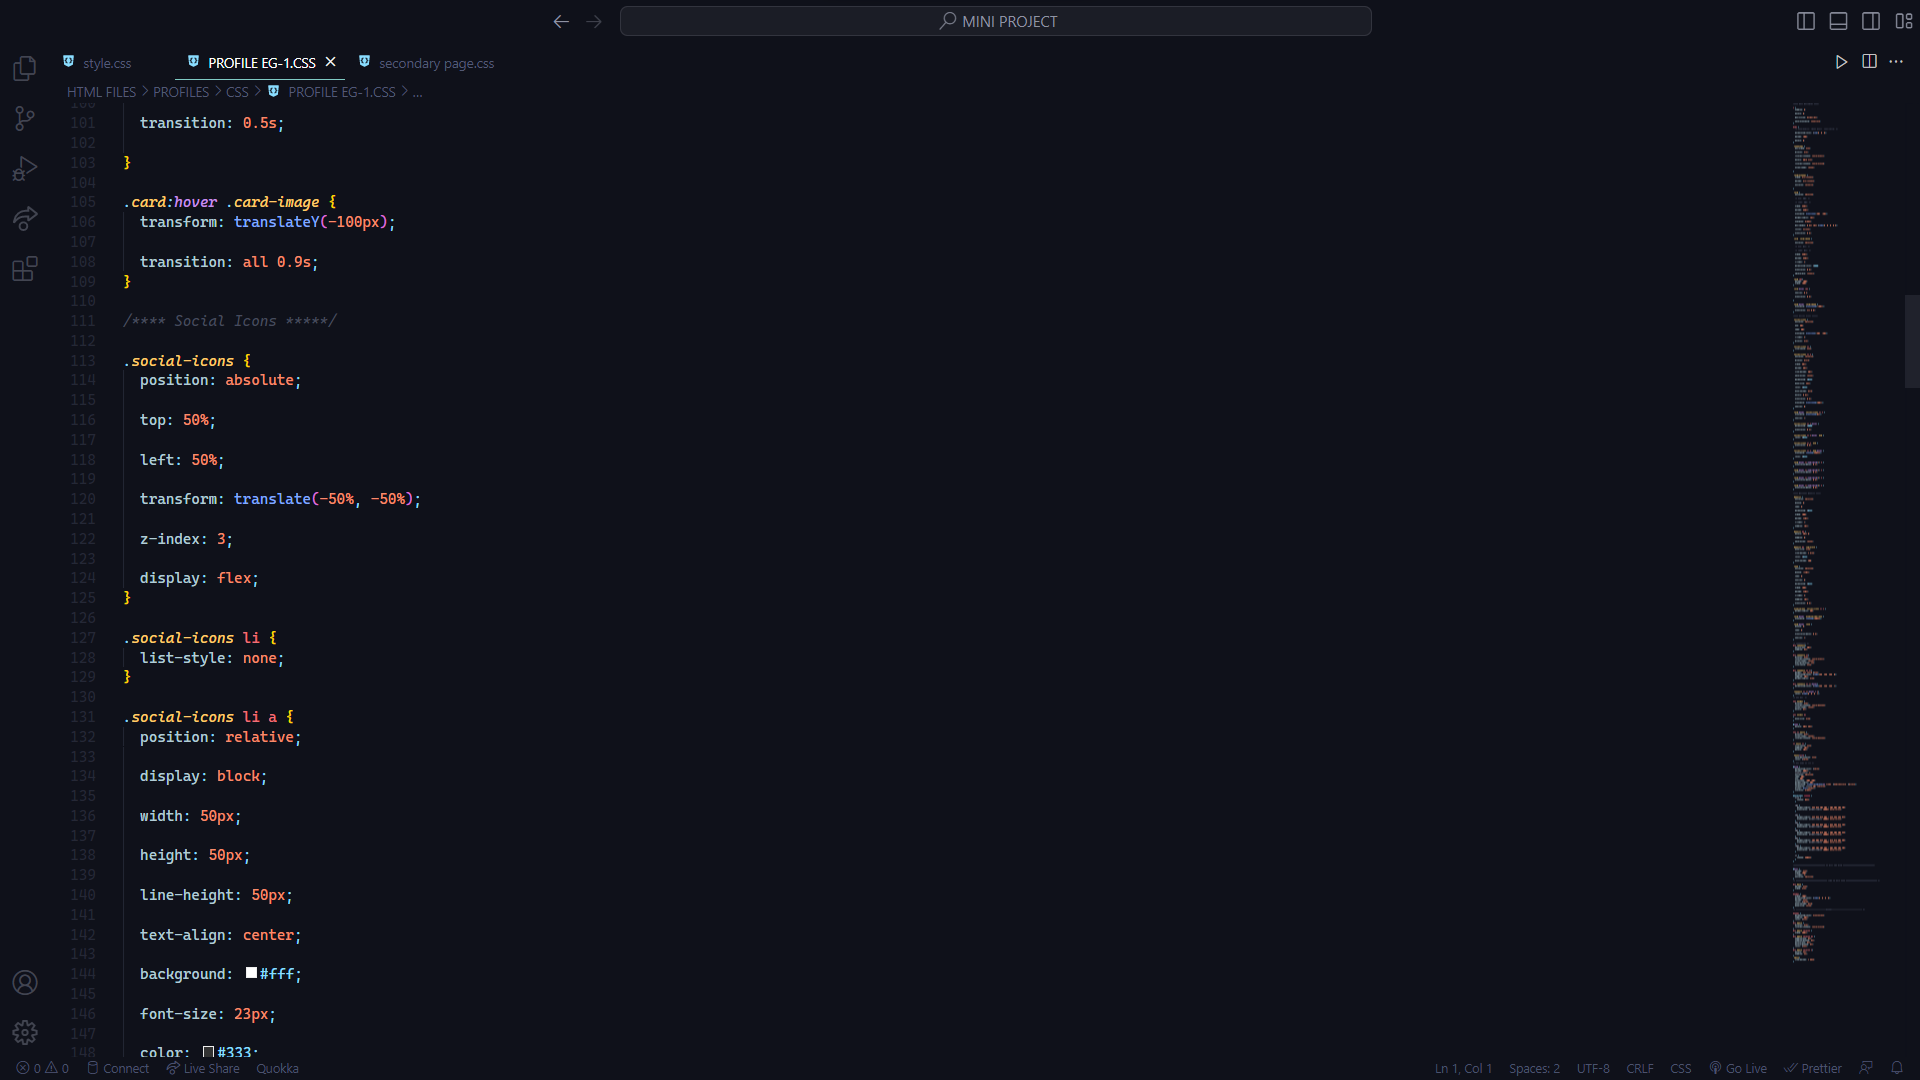 MINI PROJECT
style.css
PROFILE EG-1.CSS
secondary page.css
HTML FILES > PROFILES > CSS > PROFILE EG-1.CSS > ...
100
101 transition: 0.5s;
102
103 }
104
105 .card:hover .card-image {
106 transform: translateY(-100px);
107
108 transition: all 0.9s;
109 }
110
111 /**** Social Icons *****/
112
113 .social-icons {
114 position: absolute;
115
116 top: 50%;
117
118 left: 50%;
119
120 transform: translate(-50%, -50%);
121
122 z-index: 3;
123
124 display: flex;
125 }
126
127 .social-icons li {
128 list-style: none;
129 }
130
131 .social-icons li a {
132 position: relative;
133
134 display: block;
135
136 width: 50px;
137
138 height: 50px;
139
140 line-height: 50px;
141
142 text-align: center;
143
144 background: #fff;
145
146 font-size: 23px;
147
148 color: #333;
0 0 Connect Live Share Quokka Ln 1, Col 1 Spaces: 2 UTF-8 CRLF CSS Go Live Prettier